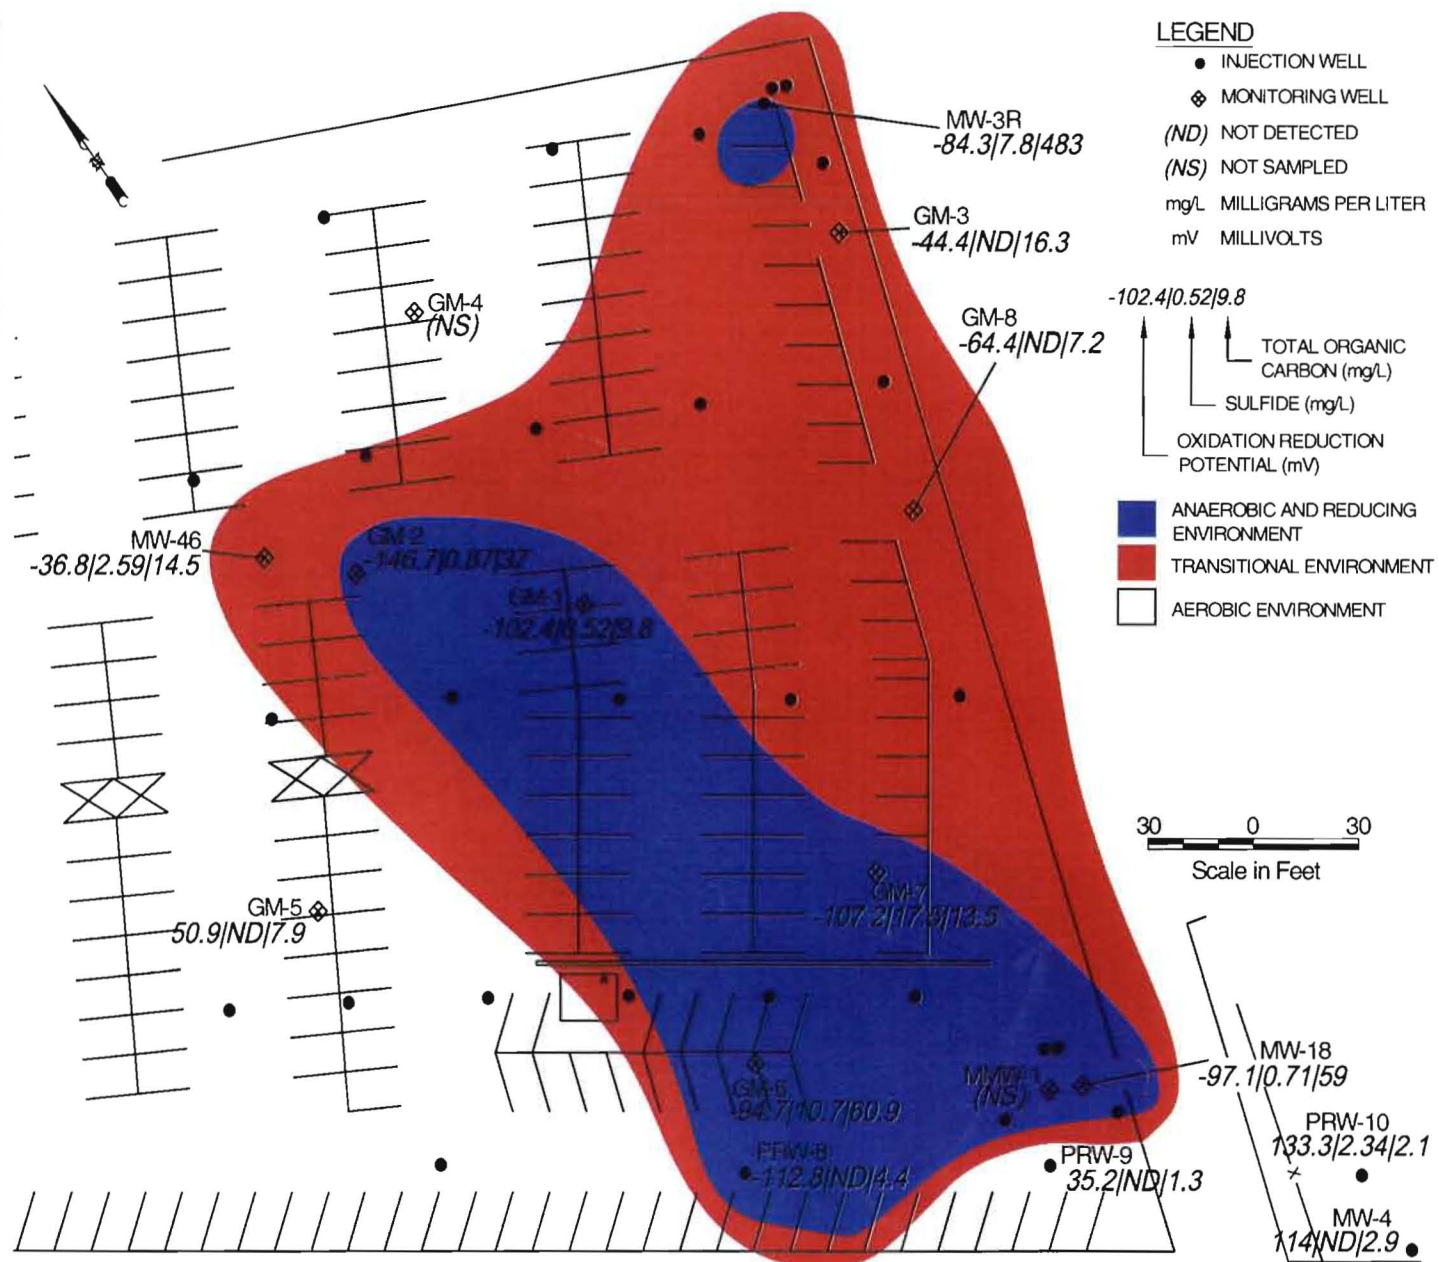 LEGEND
INJECTION WELL
MONITORING WELL
(ND) NOT DETECTED
(NS) NOT SAMPLED
mg/L MILLIGRAMS PER LITER
mV MILLIVOLTS
MW-3R
-84.3|7.8|483
GM-3
-44.4|ND|16.3
GM-4
(NS)
GM-8
-64.4|ND|7.2
-102.4|0.52|9.8
TOTAL ORGANIC
CARBON (mg/L)
SULFIDE (mg/L)
OXIDATION REDUCTION
POTENTIAL (mV)
ANAEROBIC AND REDUCING
ENVIRONMENT
TRANSITIONAL ENVIRONMENT
AEROBIC ENVIRONMENT
MW-46
-36.8|2.59|14.5
GM-2
-146.7|0.87|37
GM-1
-102.4|0.52|9.8
30 0 30
Scale in Feet
GM-7
-107.2|17.8|13.5
GM-5
50.9|ND|7.9
MW-18
-97.1|0.71|59
MMW-1
(NS)
GM-6
-94.7|10.7|60.9
PRW-10
133.3|2.34|2.1
PRW-8
-112.8|ND|4.4
PRW-9
35.2|ND|1.3
MW-4
114|ND|2.9